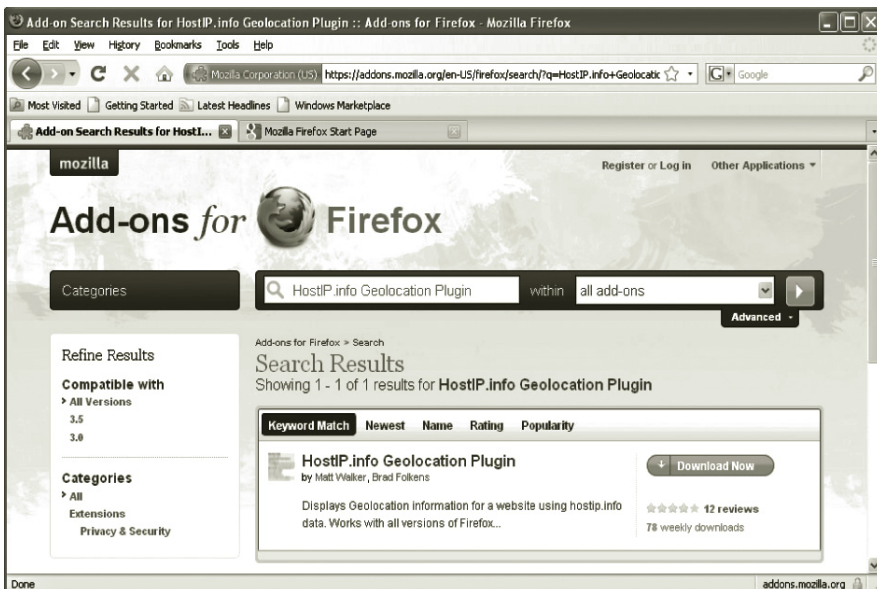 Add-on Search Results for HostIP.info Geolocation Plugin :: Add-ons for Firefox - Mozilla Firefox
File Edit View History Bookmarks Tools Help
Mozilla Corporation (US) https://addons.mozilla.org/en-US/firefox/search/?q=HostIP.info+Geolocatic G Google
Most Visited Getting Started Latest Headlines Windows Marketplace
Add-on Search Results for HostI... Mozilla Firefox Start Page
mozilla Register or Log in Other Applications
Add-ons for Firefox
Categories HostIP.info Geolocation Plugin within all add-ons
Advanced
Refine Results
Compatible with
All Versions
3.5
3.0
Categories
All
Extensions
Privacy & Security
Add-ons for Firefox > Search
Search Results
Showing 1 - 1 of 1 results for HostIP.info Geolocation Plugin
Keyword Match Newest Name Rating Popularity
HostIP.info Geolocation Plugin
by Matt Walker, Brad Folkens
Displays Geolocation information for a website using hostip.info
data. Works with all versions of Firefox...
Download Now
12 reviews
78 weekly downloads
Done addons.mozilla.org